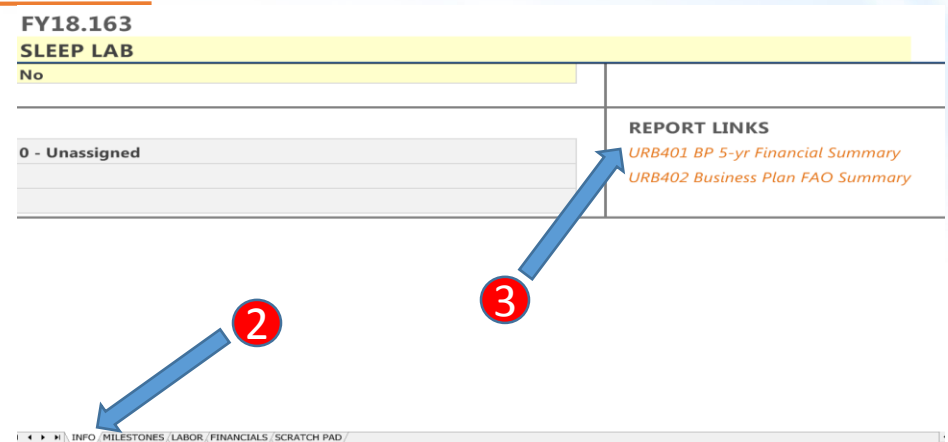 FY18.163
SLEEP LAB
No
REPORT LINKS
0 - Unassigned
URB401 BP 5-yr Financial Summary
URB402 Business Plan FAO Summary
3
2
INFO / MILESTONES / LABOR / FINANCIALS / SCRATCH PAD /